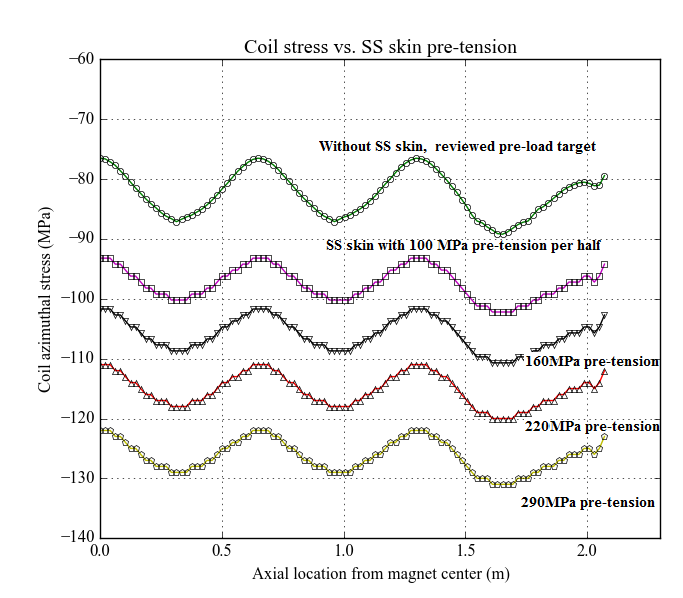 Coil stress vs. SS skin pre-tension
−60
−70
Without SS skin,  reviewed pre-load target
−80
−90
SS skin with 100 MPa pre-tension per half
−100
−110
160MPa pre-tension
−120
220MPa pre-tension
−130
290MPa pre-tension
−140
Coil azimuthal stress (MPa)
0.0 0.5 1.0 1.5 2.0
Axial location from magnet center (m)